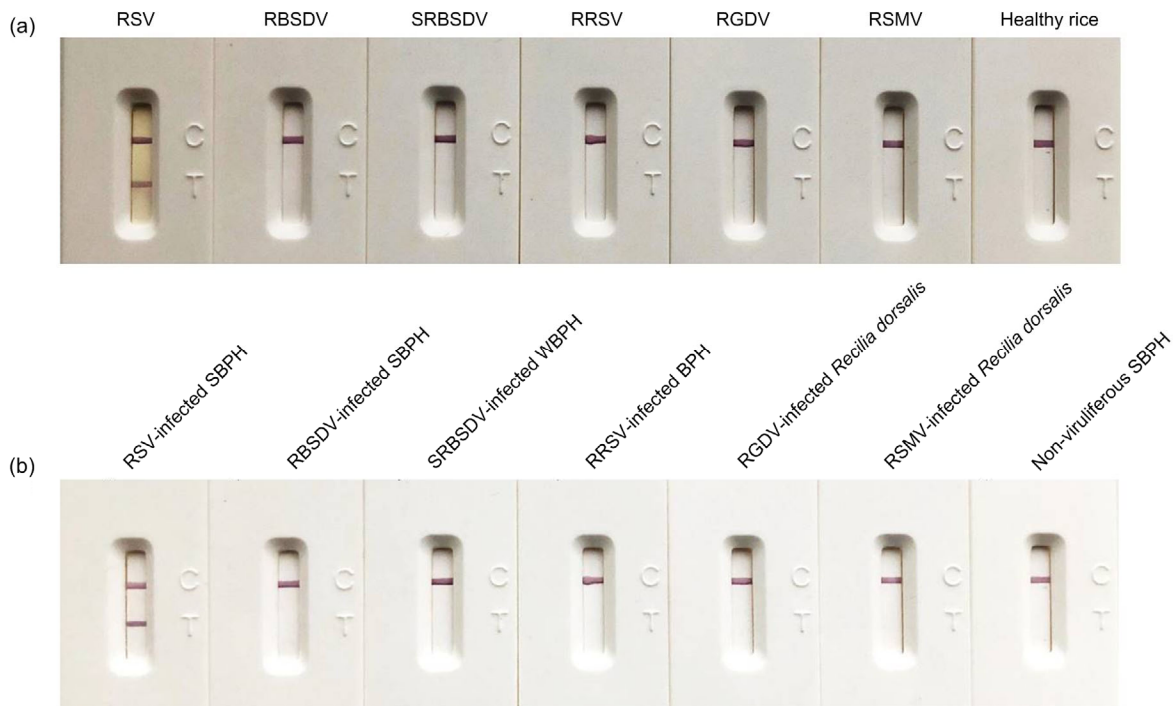 (a)
RSV RBSDV SRBSDV RRSV RGDV RSMV Healthy rice
C C C C C C C
T T T T T T T
RSV-infected SBPH
RBSDV-infected SBPH
SRBSDV-infected WBPH
RRSV-infected BPH
RGDV-infected Recilia dorsalis
RSMV-infected Recilia dorsalis
Non-viruliferous SBPH
(b)
C C C C C C C
T T T T T T T